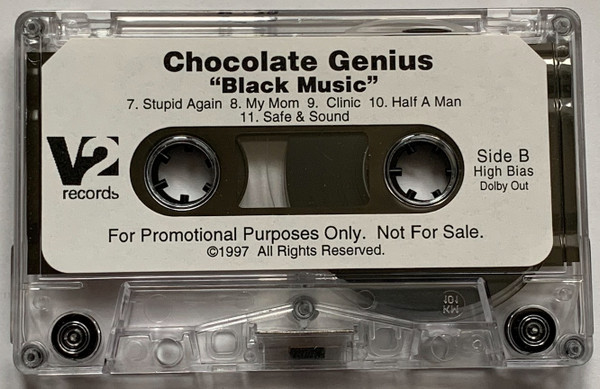 Chocolate Genius
“Black Music”
7. Stupid Again 8. My Mom 9. Clinic 10. Half A Man
11. Safe & Sound
V2
records
Side B
High Bias
Dolby Out
For Promotional Purposes Only. Not For Sale.
©1997 All Rights Reserved.